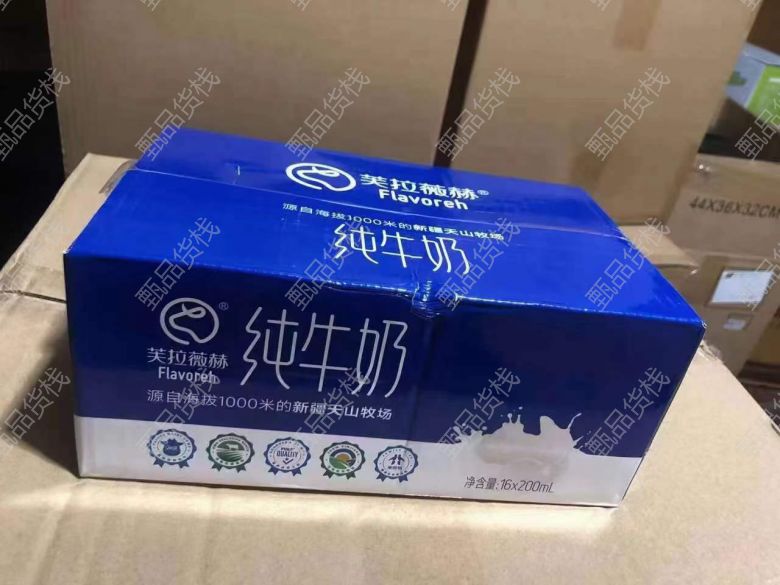 芙拉薇赫®
Flavoreh
源自海拔1000米的新疆天山牧场
纯牛奶
®
芙拉薇赫
Flavoreh
纯牛奶
源自海拔1000米的新疆天山牧场
QUALITY
净含量:16x200mL
44X36X32CM
甄品货栈